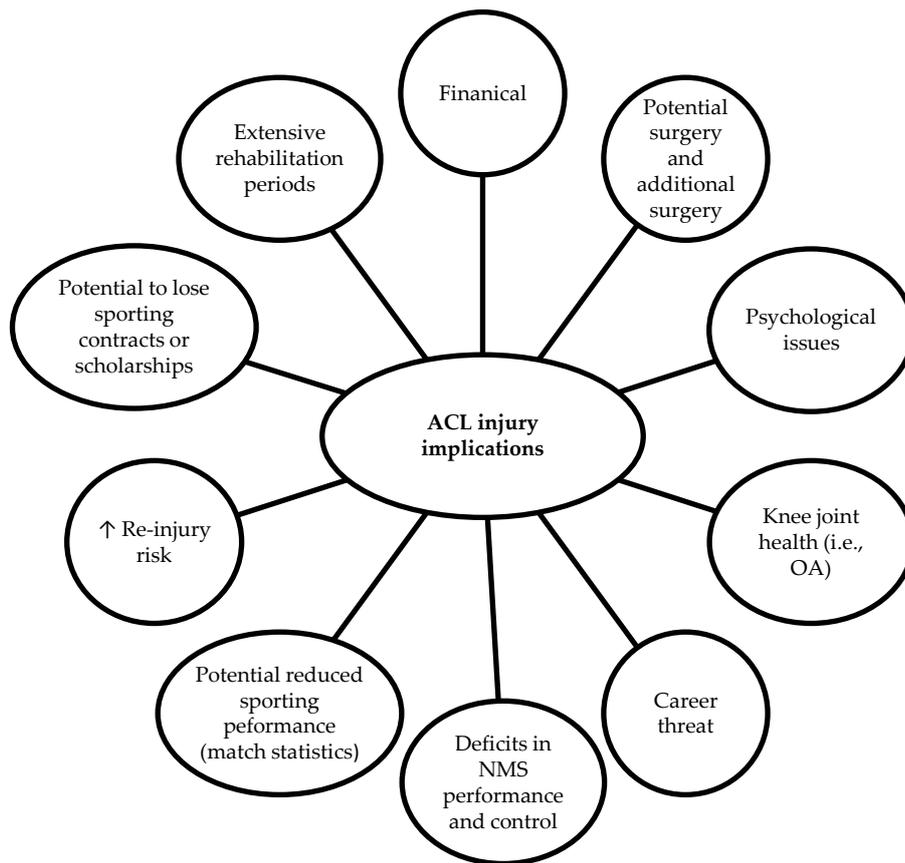 Finanical
Potential
surgery
and
additional
surgery
Psychological
issues
Knee joint
health (i.e.,
OA)
Career
threat
Deficits in
NMS
performance
and control
Potential reduced
sporting
peformance
(match statistics)
↑ Re-injury
risk
Potential to lose
sporting
contracts or
scholarships
Extensive
rehabilitation
periods
ACL injury
implications